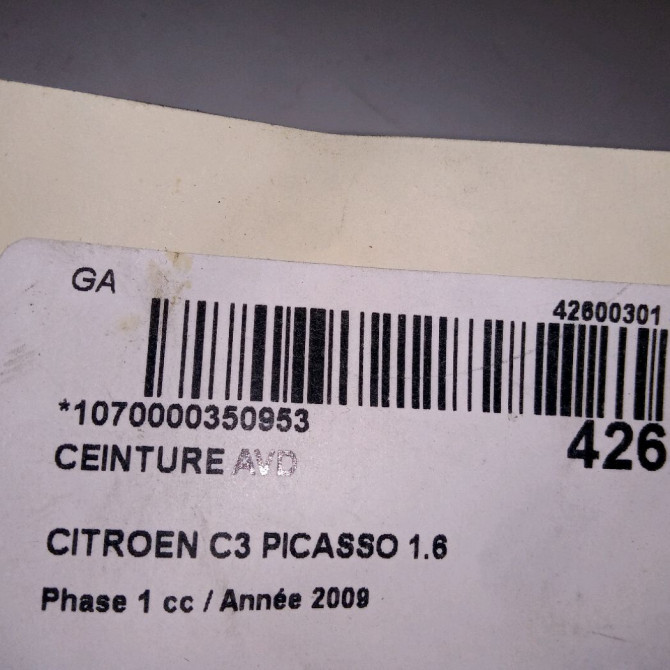 GA
42600301
*1070000350953
426
CEINTURE AVD
CITROEN C3 PICASSO 1.6
Phase 1 cc / Année 2009